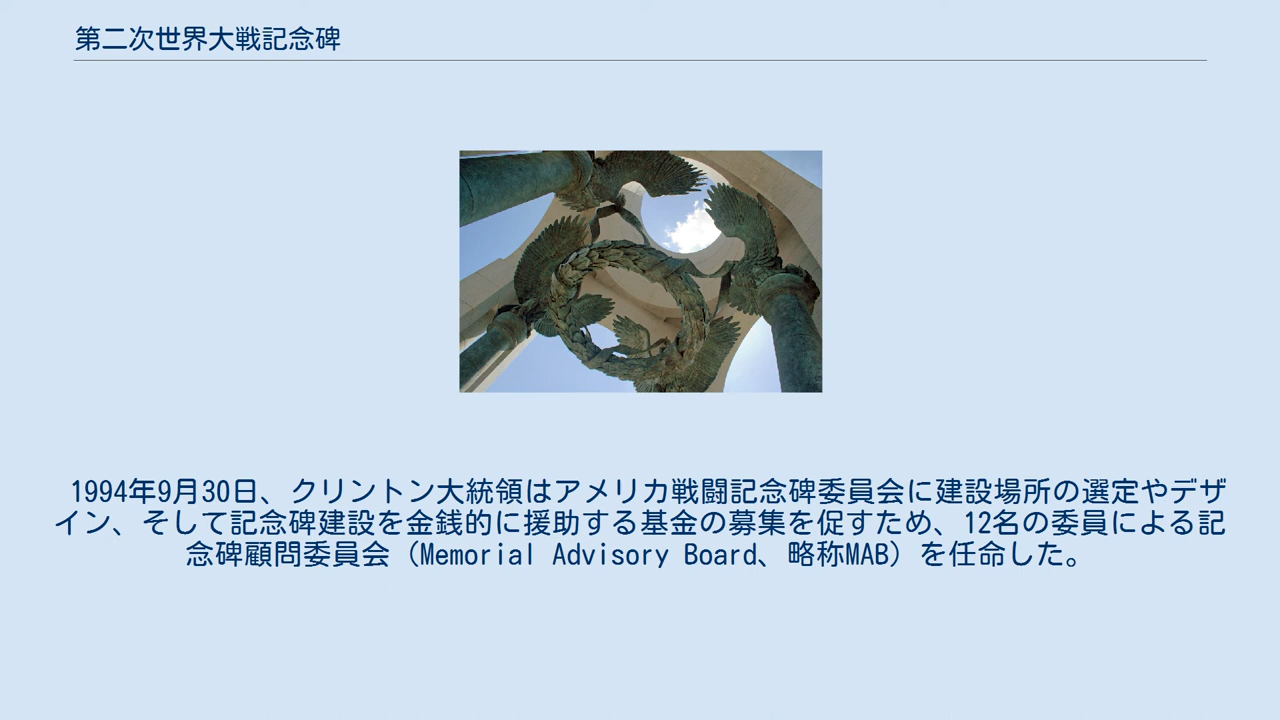 第二次世界大戦記念碑
1994年9月30日、クリントン大統領はアメリカ戦闘記念碑委員会に建設場所の選定やデザ
イン、そして記念碑建設を金銭的に援助する基金の募集を促すため、12名の委員による記
念碑顧問委員会（Memorial Advisory Board、略称MAB）を任命した。